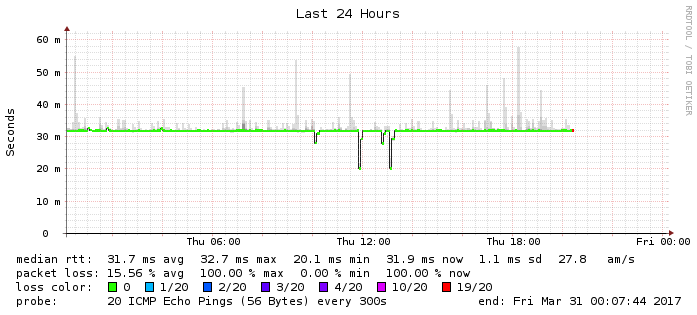 Last 24 Hours
RRDTOOL / TOBI OETIKER
Seconds
60 m
50 m
40 m
30 m
20 m
10 m
0
Thu 06:00 Thu 12:00 Thu 18:00 Fri 00:00
median rtt: 31.7 ms avg 32.7 ms max 20.1 ms min 31.9 ms now 1.1 ms sd 27.8 am/s
packet loss: 15.56 % avg 100.00 % max 0.00 % min 100.00 % now
loss color: 0 1/20 2/20 3/20 4/20 10/20 19/20
probe: 20 ICMP Echo Pings (56 Bytes) every 300s end: Fri Mar 31 00:07:44 2017